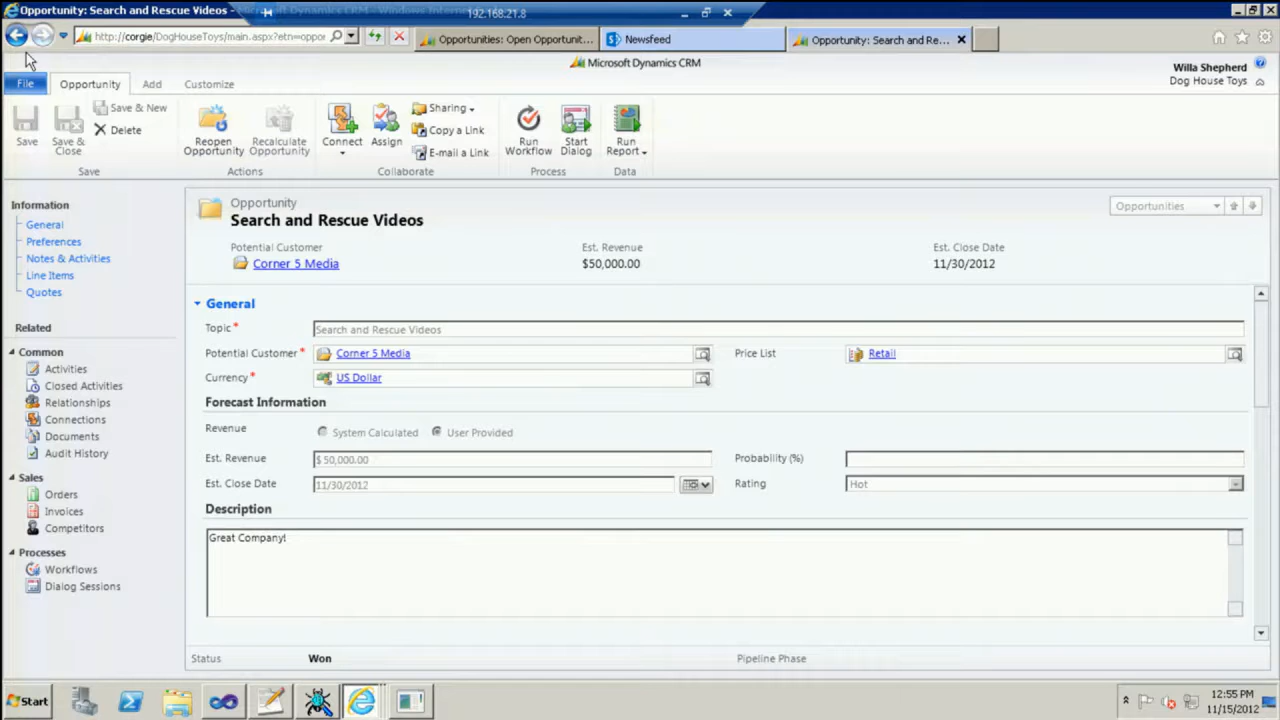 Opportunity: Search and Rescue Videos - Microsoft Dynamics CRM - Windows Internet
192.168.21.8
http://corgie/DogHouseToys/main.aspx?etn=oppor
Opportunities: Open Opportunit...
Newsfeed
Opportunity: Search and Re...
Microsoft Dynamics CRM
Willa Shepherd
Dog House Toys
File
Opportunity
Add
Customize
Save
Save & Close
Save & New
Delete
Save
Reopen Opportunity
Recalculate Opportunity
Actions
Connect
Assign
Sharing
Copy a Link
E-mail a Link
Collaborate
Run Workflow
Start Dialog
Process
Run Report
Data
Information
General
Preferences
Notes & Activities
Line Items
Quotes
Related
Common
Activities
Closed Activities
Relationships
Connections
Documents
Audit History
Sales
Orders
Invoices
Competitors
Processes
Workflows
Dialog Sessions
Opportunity
Search and Rescue Videos
Opportunities
Potential Customer
Corner 5 Media
Est. Revenue
$50,000.00
Est. Close Date
11/30/2012
General
Topic* Search and Rescue Videos
Potential Customer* Corner 5 Media
Price List Retail
Currency* US Dollar
Forecast Information
Revenue System Calculated User Provided
Est. Revenue $ 50,000.00
Probability (%)
Est. Close Date 11/30/2012
Rating Hot
Description
Great Company!
Status Won
Pipeline Phase
Start
12:55 PM
11/15/2012